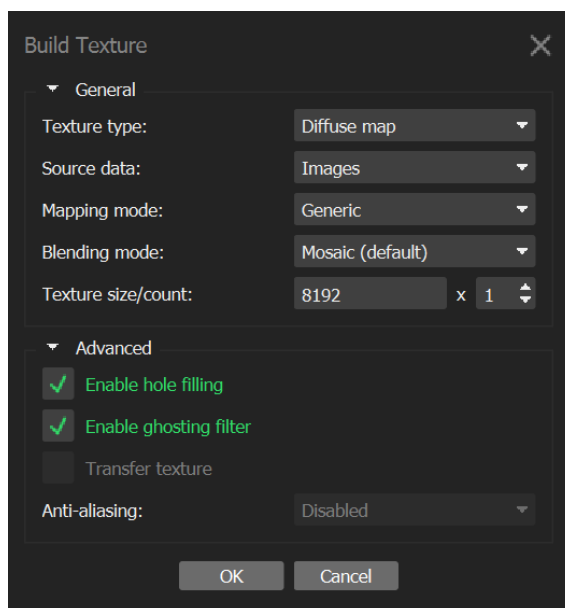 Build Texture
General
Texture type: Diffuse map
Source data: Images
Mapping mode: Generic
Blending mode: Mosaic (default)
Texture size/count: 8192 x 1
Advanced
Enable hole filling
Enable ghosting filter
Transfer texture
Anti-aliasing: Disabled
OK Cancel